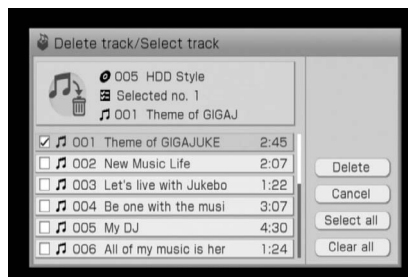 Delete track/Select track
005 HDD Style
Selected no. 1
001 Theme of GIGAJ
001 Theme of GIGAJUKE 2:45
002 New Music Life 2:07
003 Let's live with Jukebo 1:22
004 Be one with the musi 3:07
005 My DJ 4:30
006 All of my music is her 1:24
Delete
Cancel
Select all
Clear all